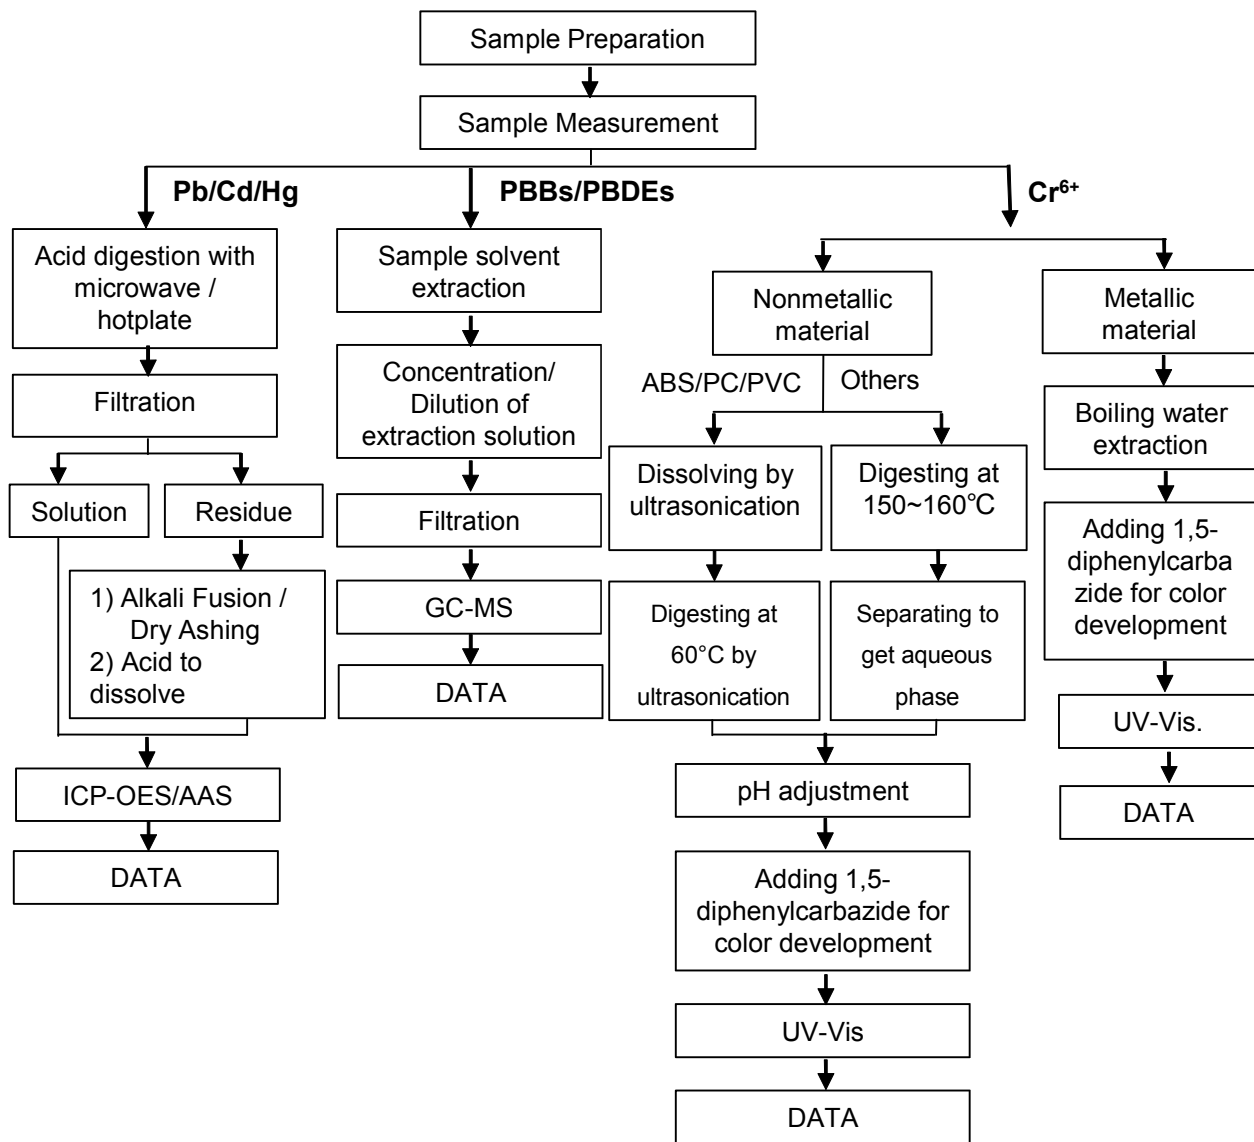 Sample Preparation
Sample Measurement
Pb/Cd/Hg
PBBs/PBDEs
Cr⁶⁺
Acid digestion with
microwave /
hotplate
Filtration
Solution
Residue
1) Alkali Fusion /
Dry Ashing
2) Acid to
dissolve
ICP-OES/AAS
DATA
Sample solvent
extraction
Concentration/
Dilution of
extraction solution
Filtration
GC-MS
DATA
Nonmetallic
material
ABS/PC/PVC
Others
Dissolving by
ultrasonication
Digesting at
60°C by
ultrasonication
Digesting at
150~160℃
Separating to
get aqueous
phase
pH adjustment
Adding 1,5-
diphenylcarbazide for
color development
UV-Vis
DATA
Metallic
material
Boiling water
extraction
Adding 1,5-
diphenylcarba
zide for color
development
UV-Vis.
DATA